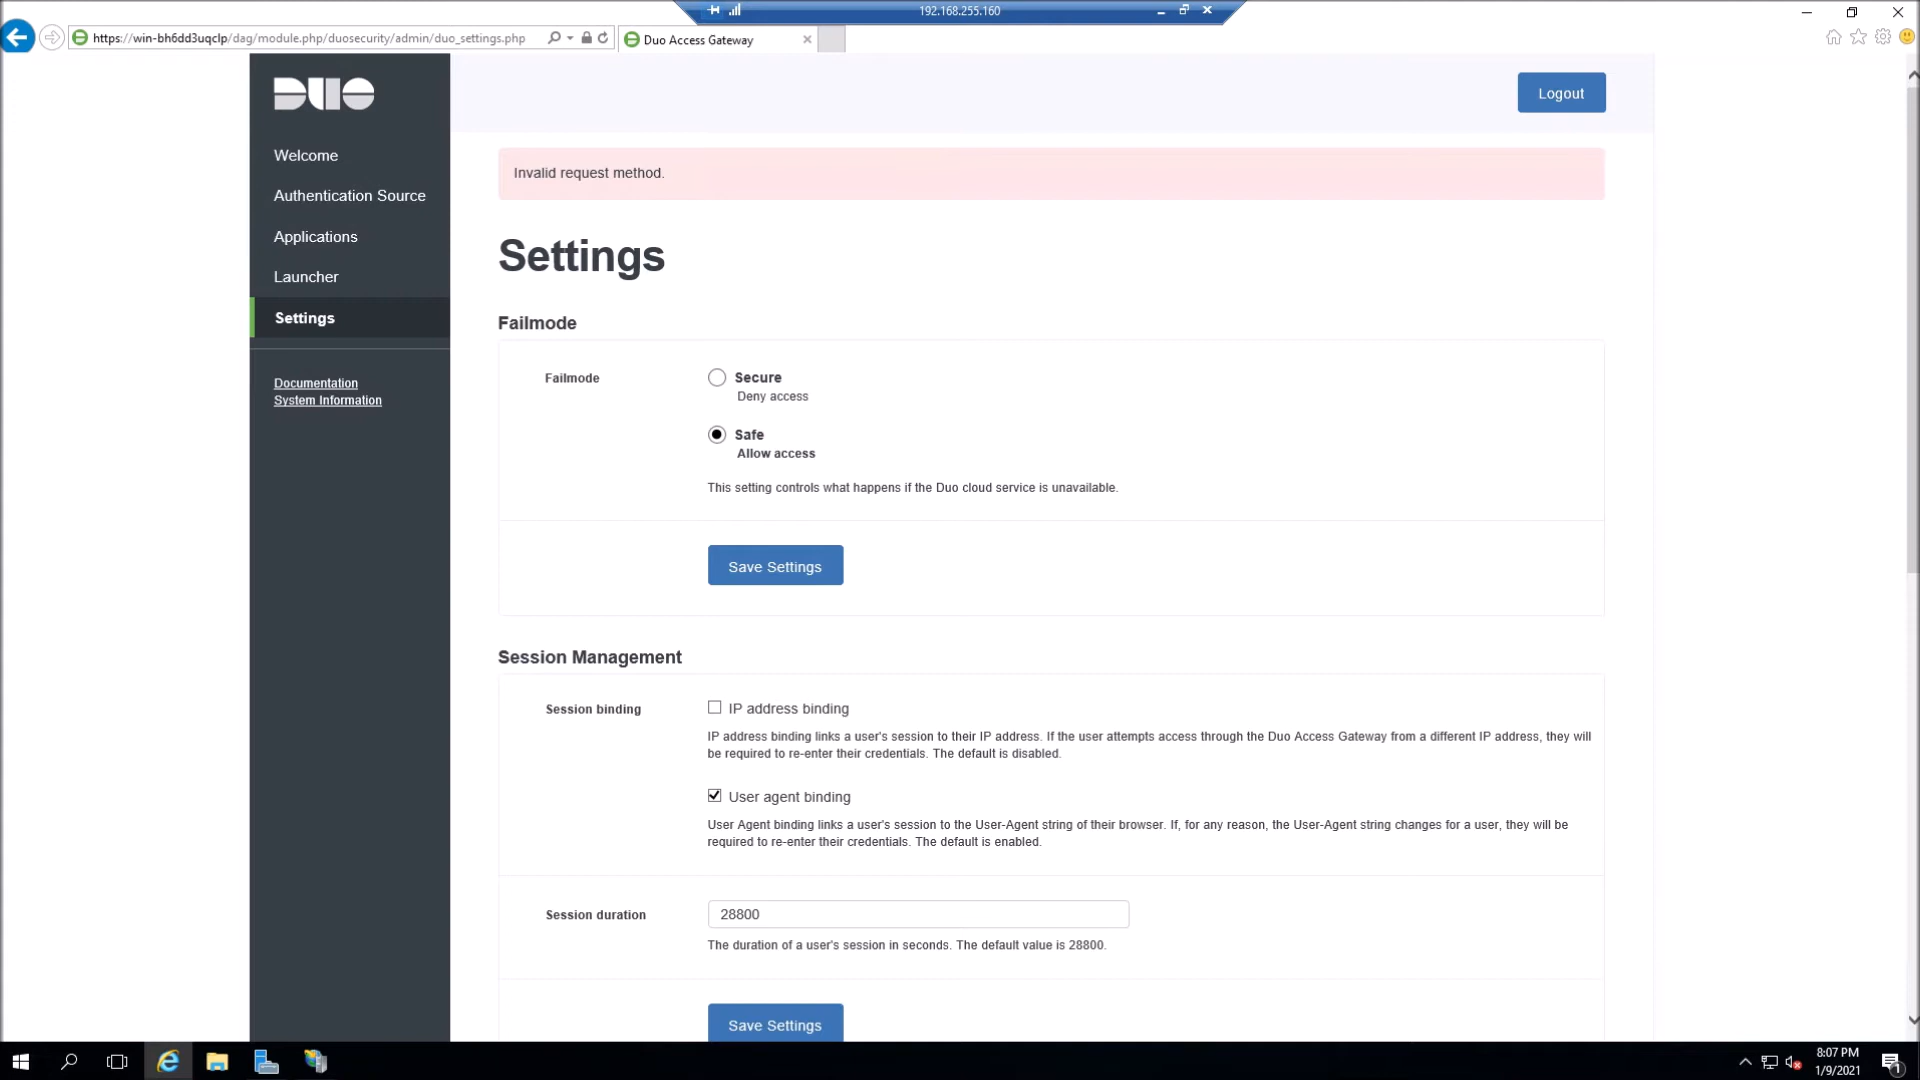 192.168.255.160
https://win-bh6dd3uqclp/dag/module.php/duosecurity/admin/duo_settings.php
Duo Access Gateway
DUO
Logout
Welcome
Authentication Source
Applications
Launcher
Settings
Documentation
System Information
Invalid request method.
Settings
Failmode
Failmode
Secure
Deny access
Safe
Allow access
This setting controls what happens if the Duo cloud service is unavailable.
Save Settings
Session Management
Session binding
IP address binding
IP address binding links a user's session to their IP address. If the user attempts access through the Duo Access Gateway from a different IP address, they will
be required to re-enter their credentials. The default is disabled.
User agent binding
User Agent binding links a user's session to the User-Agent string of their browser. If, for any reason, the User-Agent string changes for a user, they will be
required to re-enter their credentials. The default is enabled.
Session duration
28800
The duration of a user's session in seconds. The default value is 28800.
Save Settings
8:07 PM
1/9/2021
1